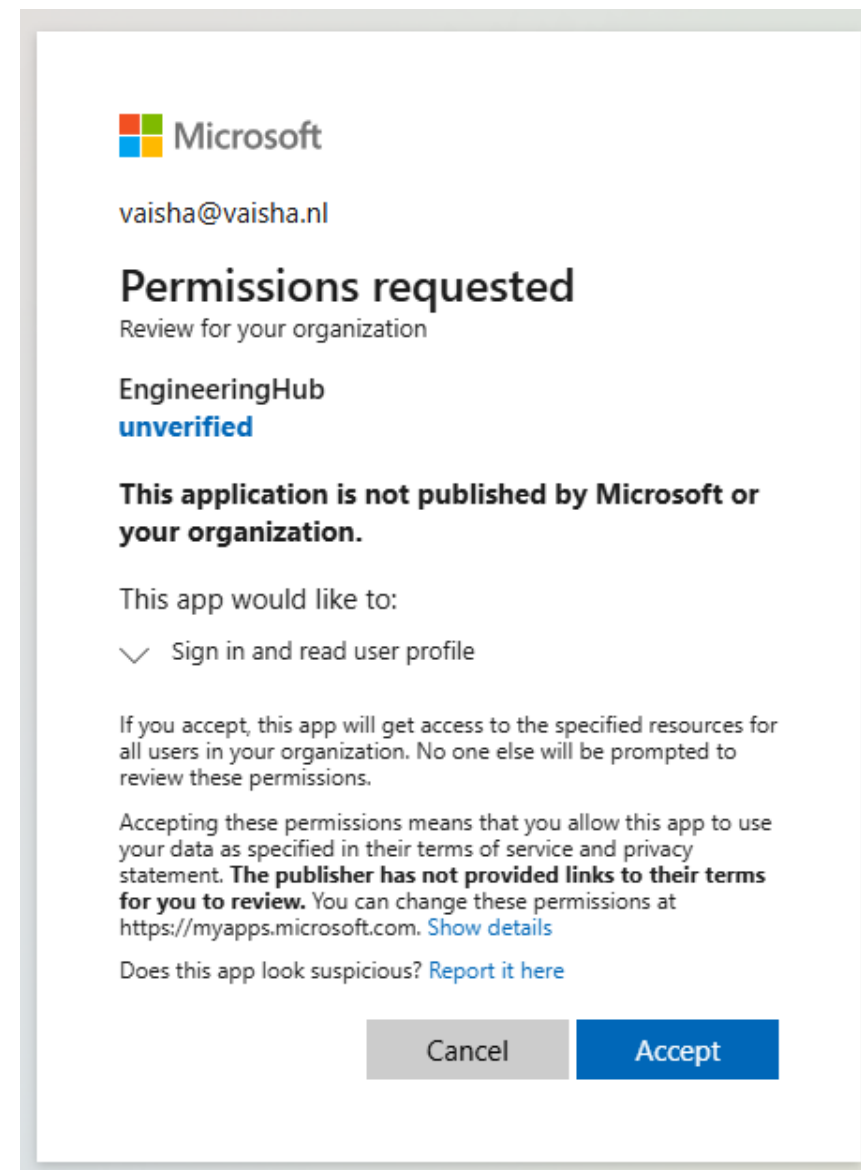 Microsoft
vaisha@vaisha.nl
Permissions requested
Review for your organization
EngineeringHub
unverified
This application is not published by Microsoft or
your organization.
This app would like to:
Sign in and read user profile
If you accept, this app will get access to the specified resources for
all users in your organization. No one else will be prompted to
review these permissions.
Accepting these permissions means that you allow this app to use
your data as specified in their terms of service and privacy
statement. The publisher has not provided links to their terms
for you to review. You can change these permissions at
https://myapps.microsoft.com. Show details
Does this app look suspicious? Report it here
Cancel Accept